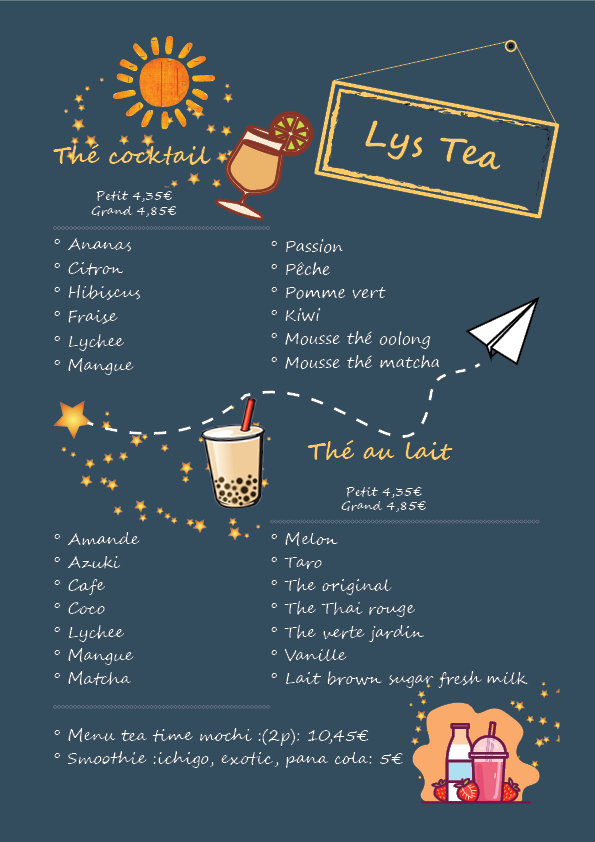 Lys Tea
Thé cocktail
Petit 4,35€
Grand 4,85€
° Ananas
° Citron
° Hibiscus
° Fraise
° Lychee
° Mangue
° Passion
° Pêche
° Pomme vert
° Kiwi
° Mousse thé oolong
° Mousse thé matcha
Thé au lait
Petit 4,35€
Grand 4,85€
° Amande
° Azuki
° Cafe
° Coco
° Lychee
° Mangue
° Matcha
° Melon
° Taro
° The original
° The Thai rouge
° The verte jardin
° Vanille
° Lait brown sugar fresh milk
° Menu tea time mochi :(2p): 10,45€
° Smoothie :ichigo, exotic, pana cola: 5€